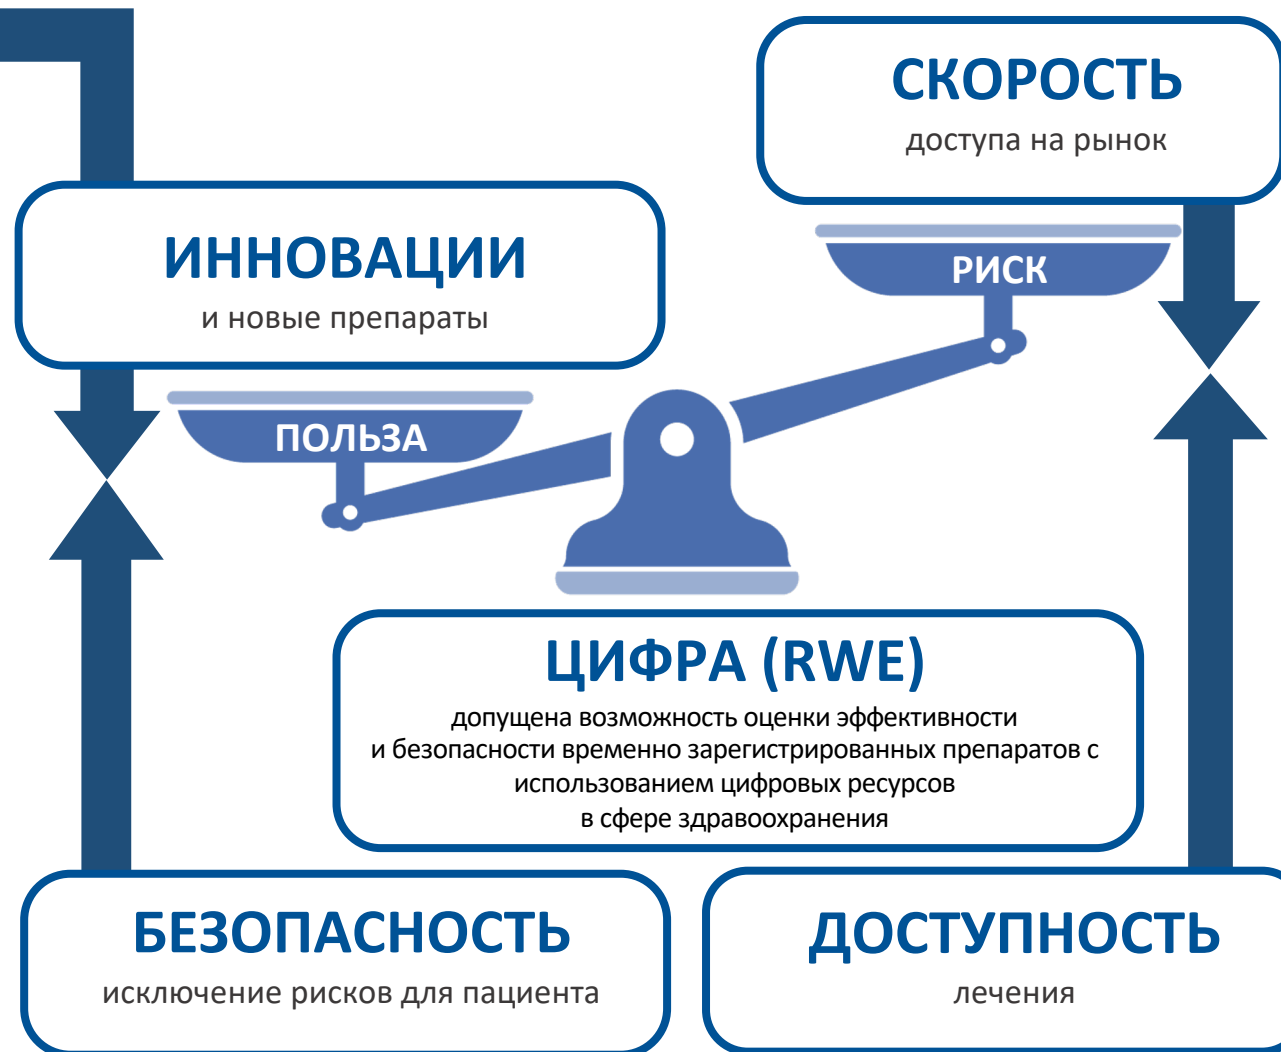 СКОРОСТЬ
доступа на рынок
ИННОВАЦИИ
и новые препараты
РИСК
ПОЛЬЗА
ЦИФРА (RWE)
допущена возможность оценки эффективности
и безопасности временно зарегистрированных препаратов с
использованием цифровых ресурсов
в сфере здравоохранения
БЕЗОПАСНОСТЬ
исключение рисков для пациента
ДОСТУПНОСТЬ
лечения